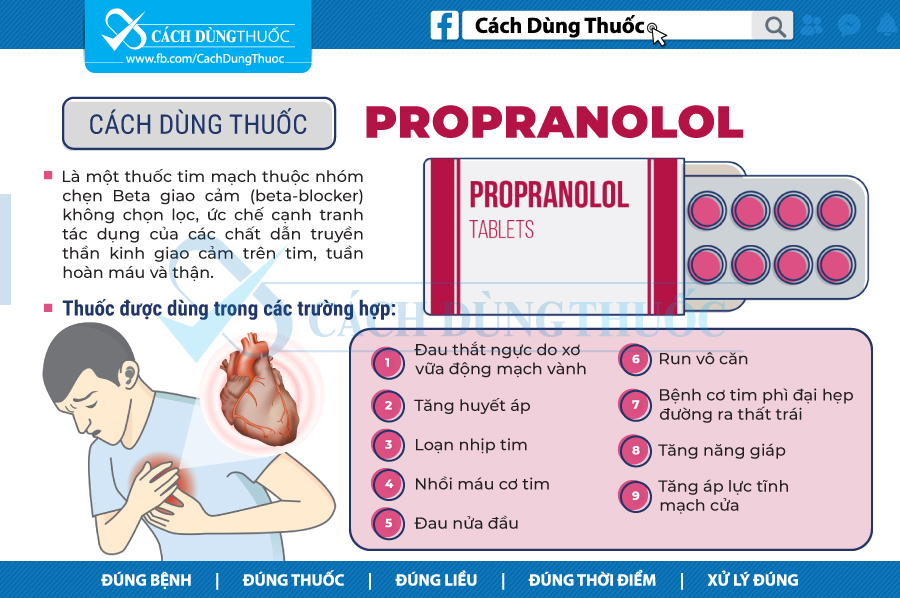 CÁCH DÙNG THUỐC
www.fb.com/CachDungThuoc
Cách Dùng Thuốc
CÁCH DÙNG THUỐC
PROPRANOLOL
Là một thuốc tim mạch thuộc nhóm
chẹn Beta giao cảm (beta-blocker)
không chọn lọc, ức chế cạnh tranh
tác dụng của các chất dẫn truyền
thần kinh giao cảm trên tim, tuần
hoàn máu và thận.
PROPRANOLOL
TABLETS
Thuốc được dùng trong các trường hợp:
CÁCH DÙNG THUỐC
1 Đau thắt ngực do xơ
vữa động mạch vành
2 Tăng huyết áp
3 Loạn nhịp tim
4 Nhồi máu cơ tim
5 Đau nửa đầu
6 Run vô căn
7 Bệnh cơ tim phì đại hẹp
đường ra thất trái
8 Tăng năng giáp
9 Tăng áp lực tĩnh
mạch cửa
ĐÚNG BỆNH | ĐÚNG THUỐC | ĐÚNG LIỀU | ĐÚNG THỜI ĐIỂM | XỬ LÝ ĐÚNG